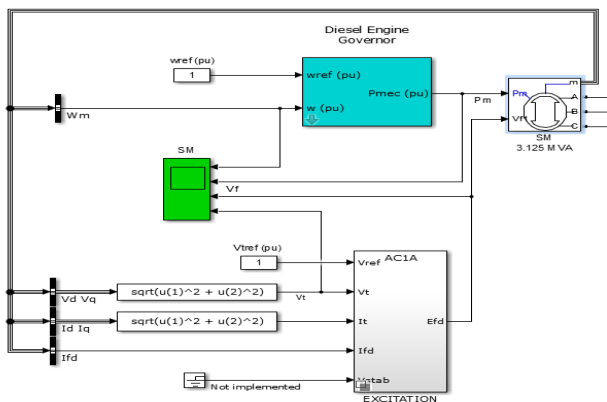 Diesel Engine
Governor
wref (pu)
1
wref (pu)
w (pu)
Pmec (pu)
Pm
Wm
m
Pm
A
B
C
SM
3.125 MVA
SM
Vf
Vtref (pu)
1
AC1A
Vref
Vt
It
Ifd
Efd
EXCITATION
sqrt(u(1)^2 + u(2)^2)
Vd Vq
Vt
sqrt(u(1)^2 + u(2)^2)
Id Iq
Ifd
Not implemented